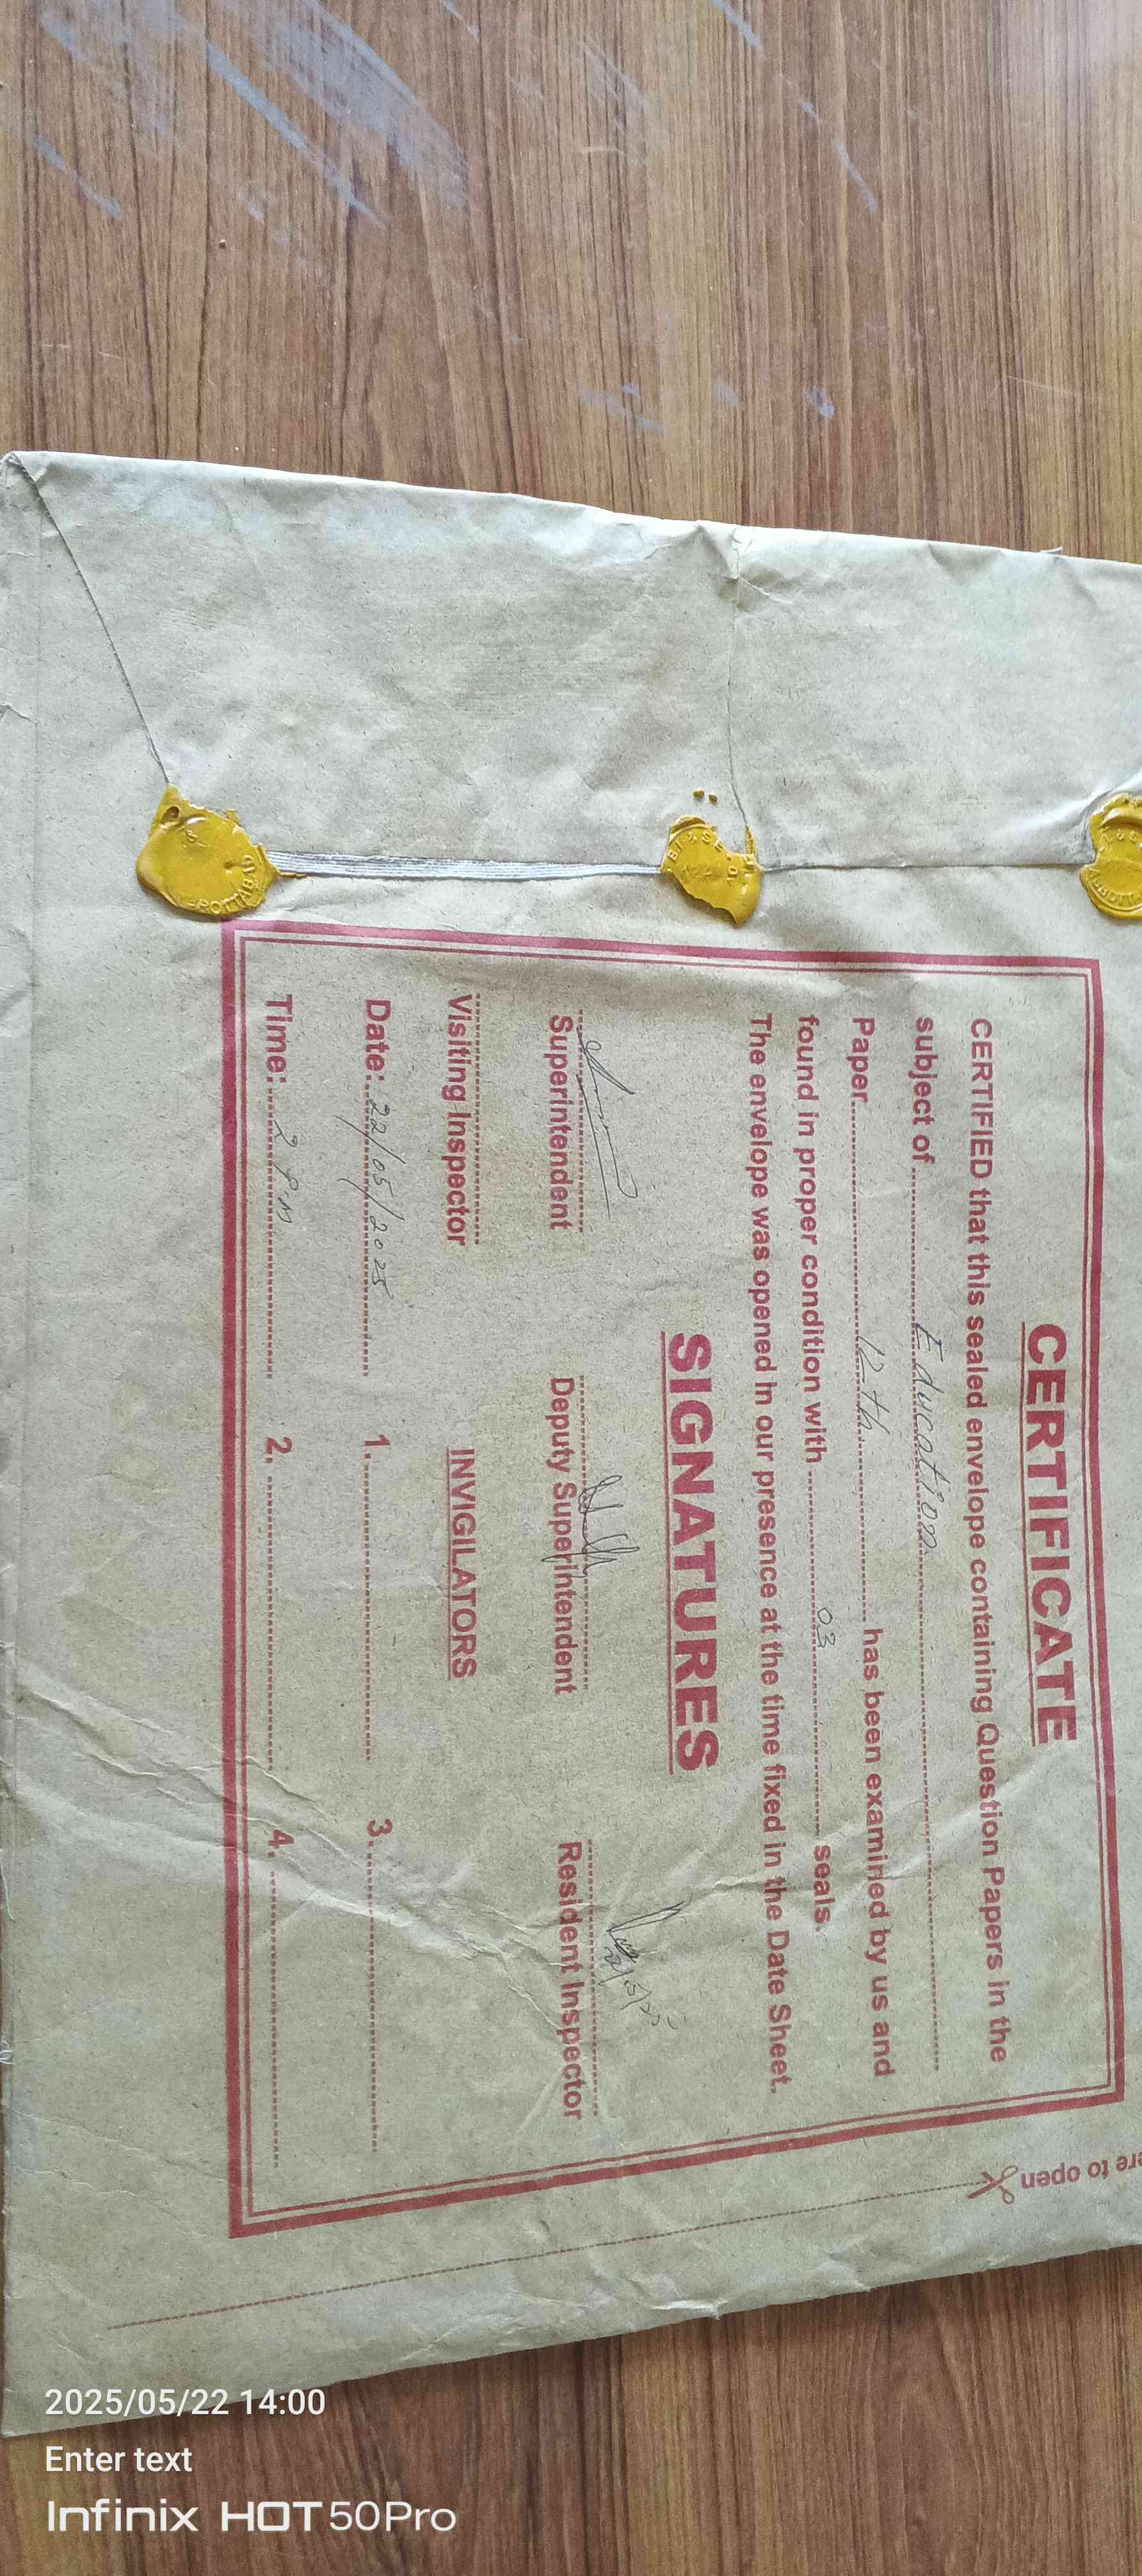 CERTIFICATE
CERTIFIED that this sealed envelope containing Question Papers in the
subject of Education
Paper 12th has been examined by us and
found in proper condition with 03 seals.
The envelope was opened in our presence at the time fixed in the Date Sheet.
SIGNATURES
Superintendent Deputy Superintendent Resident Inspector
Visiting Inspector INVIGILATORS
Date: 22/05/2025 1. 3.
Time: 2 P.m 2. 4.
to open
2025/05/22 14:00
Enter text
Infinix HOT 50Pro